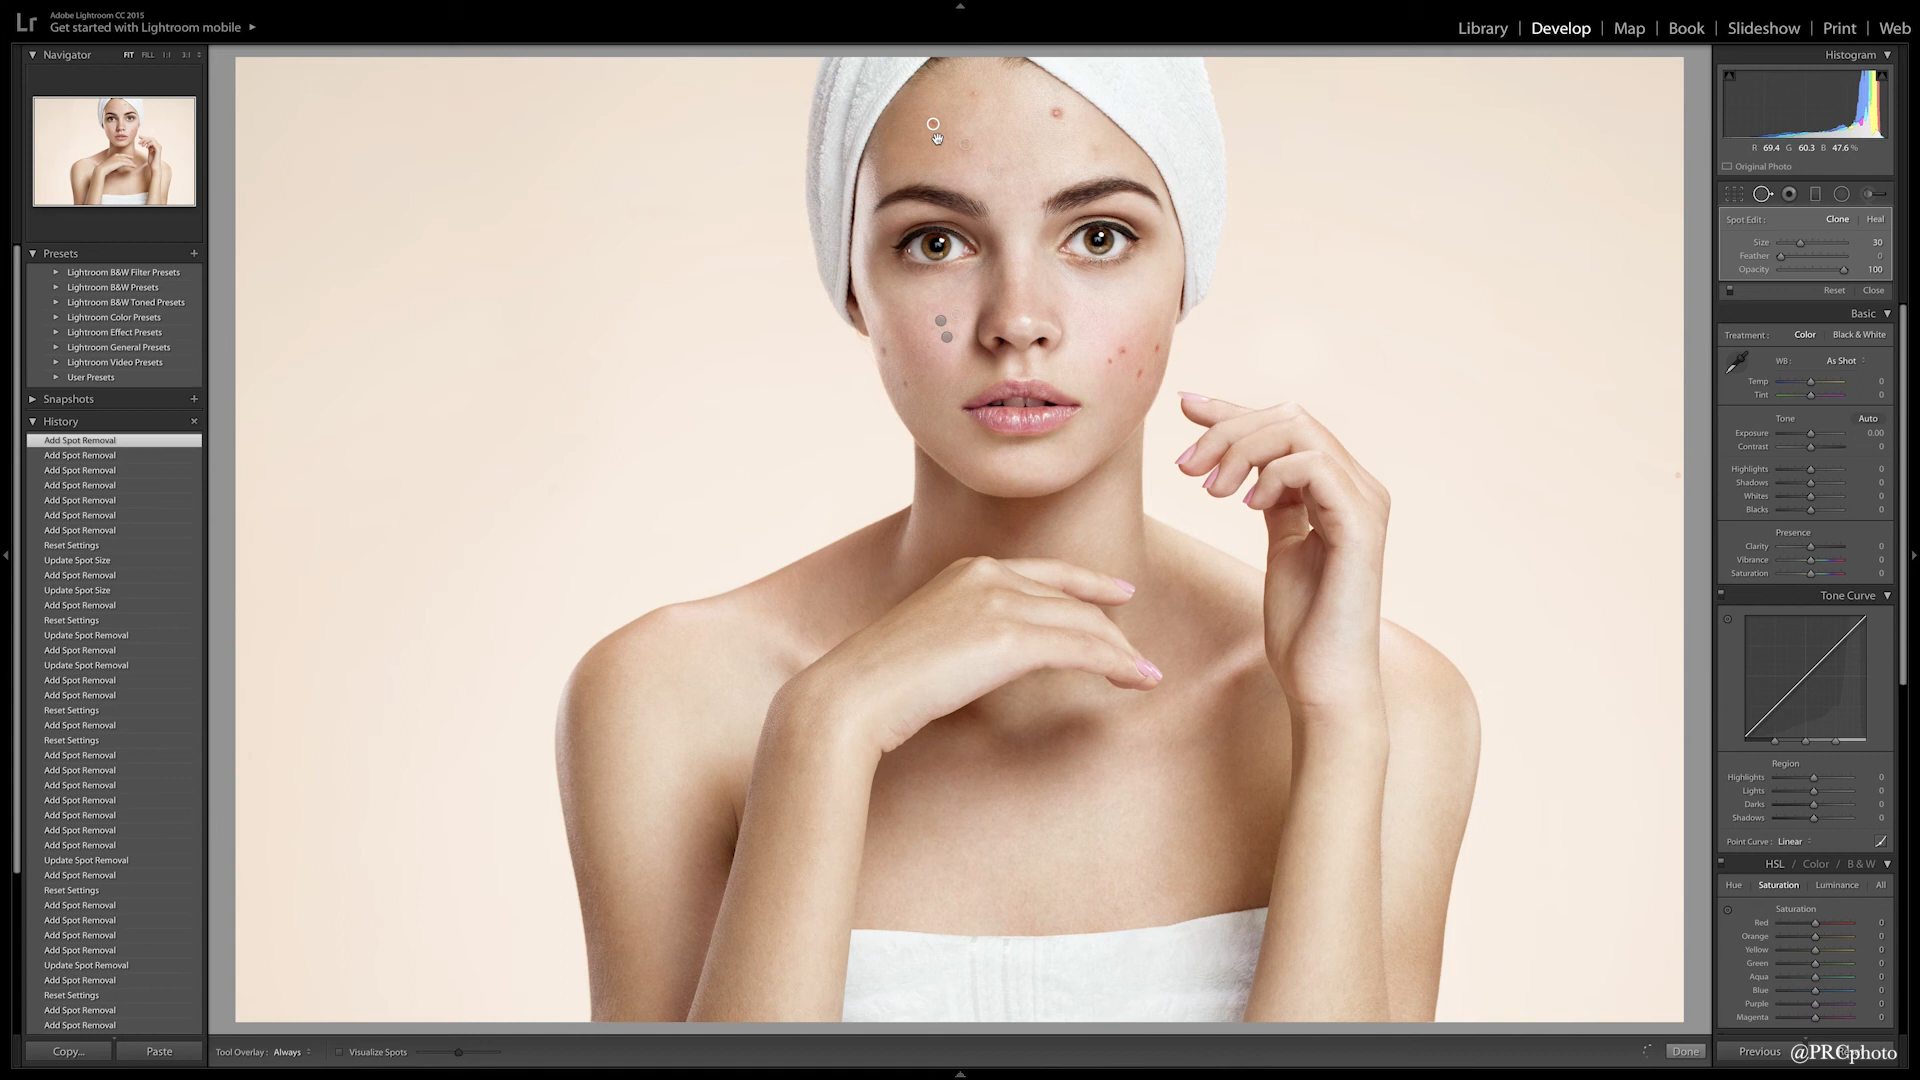 Lr
Adobe Lightroom CC 2015
Get started with Lightroom mobile
Library | Develop | Map | Book | Slideshow | Print | Web
Navigator FIT FILL 1:1 3:1
Presets
Lightroom B&W Filter Presets
Lightroom B&W Presets
Lightroom B&W Toned Presets
Lightroom Color Presets
Lightroom Effect Presets
Lightroom General Presets
Lightroom Video Presets
User Presets
Snapshots
History
Add Spot Removal
Add Spot Removal
Add Spot Removal
Add Spot Removal
Add Spot Removal
Add Spot Removal
Add Spot Removal
Reset Settings
Update Spot Size
Add Spot Removal
Update Spot Size
Add Spot Removal
Reset Settings
Update Spot Removal
Add Spot Removal
Update Spot Removal
Add Spot Removal
Add Spot Removal
Reset Settings
Add Spot Removal
Reset Settings
Add Spot Removal
Add Spot Removal
Add Spot Removal
Add Spot Removal
Add Spot Removal
Add Spot Removal
Add Spot Removal
Update Spot Removal
Add Spot Removal
Reset Settings
Add Spot Removal
Add Spot Removal
Add Spot Removal
Add Spot Removal
Update Spot Removal
Add Spot Removal
Reset Settings
Add Spot Removal
Add Spot Removal
Copy... Paste
Tool Overlay : Always Visualize Spots Done
Histogram
R 69.4 G 60.3 B 47.6 %
Original Photo
Spot Edit : Clone Heal
Size 30
Feather 0
Opacity 100
Reset Close
Basic
Treatment : Color Black & White
WB : As Shot
Temp 0
Tint 0
Tone Auto
Exposure 0.00
Contrast 0
Highlights 0
Shadows 0
Whites 0
Blacks 0
Presence
Clarity 0
Vibrance 0
Saturation 0
Tone Curve
Region
Highlights 0
Lights 0
Darks 0
Shadows 0
Point Curve : Linear
HSL / Color / B & W
Hue Saturation Luminance All
Saturation
Red 0
Orange 0
Yellow 0
Green 0
Aqua 0
Blue 0
Purple 0
Magenta 0
Previous
@PRCphoto